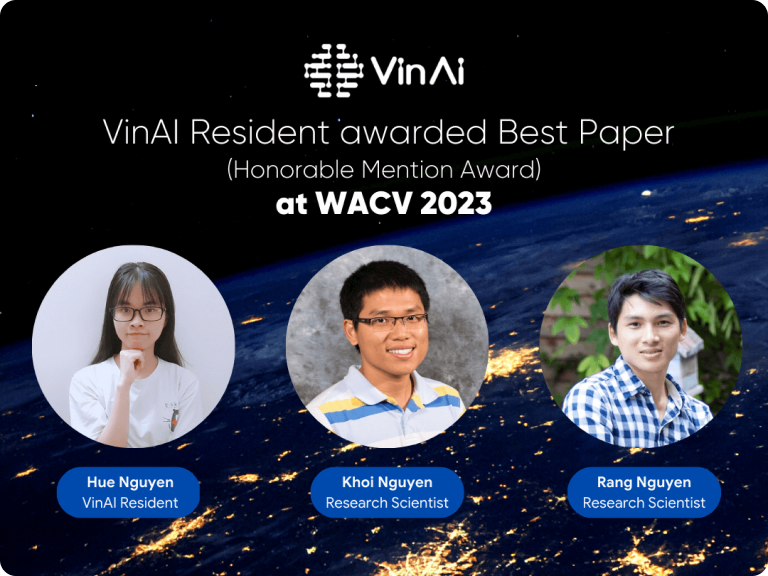 VinAi
VinAI Resident awarded Best Paper
(Honorable Mention Award)
at WACV 2023
Hue Nguyen
VinAI Resident
Khoi Nguyen
Research Scientist
Rang Nguyen
Research Scientist